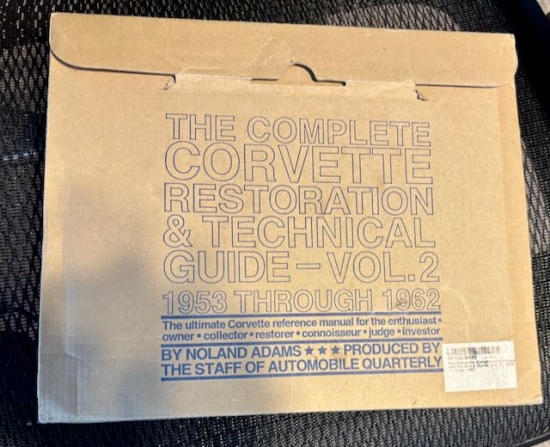 THE COMPLETE
CORVETTE
RESTORATION
& TECHNICAL
GUIDE – VOL. 2
1953 THROUGH 1962
The ultimate Corvette reference manual for the enthusiast •
owner • collector • restorer • connoisseur • judge • investor
BY NOLAND ADAMS ★★★ PRODUCED BY
THE STAFF OF AUTOMOBILE QUARTERLY